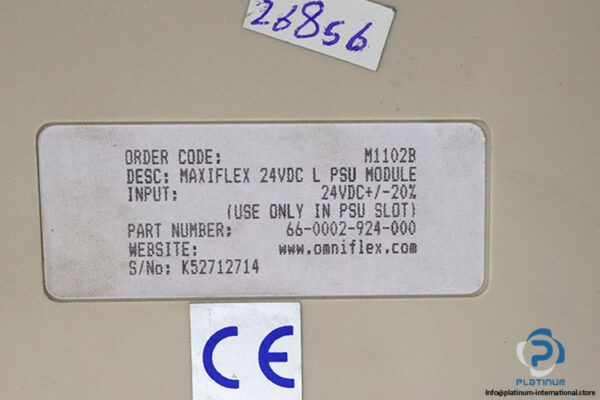 26856
ORDER CODE: M1102B
DESC: MAXIFLEX 24VDC L PSU MODULE
INPUT: 24VDC+/-20%
(USE ONLY IN PSU SLOT)
PART NUMBER: 66-0002-924-000
WEBSITE: www.omniflex.com
S/No: K52712714
CE
PLATINUM
info@platinum-international.store